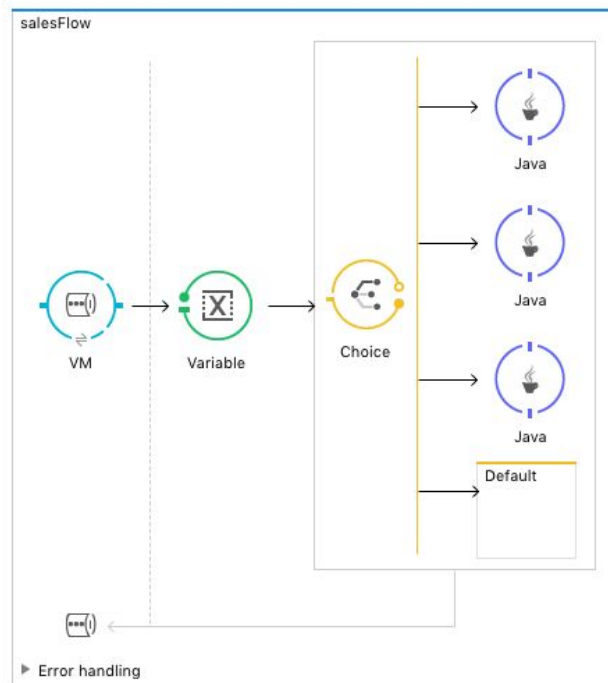 salesFlow
Java
Java
VM
Variable
Choice
Java
Default
Error handling